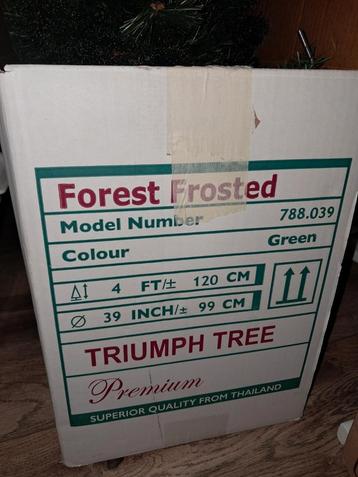 Forest Frosted
Model Number 788.039
Colour Green
4 FT/± 120 CM
Ø 39 INCH/± 99 CM
TRIUMPH TREE
Premium
SUPERIOR QUALITY FROM THAILAND